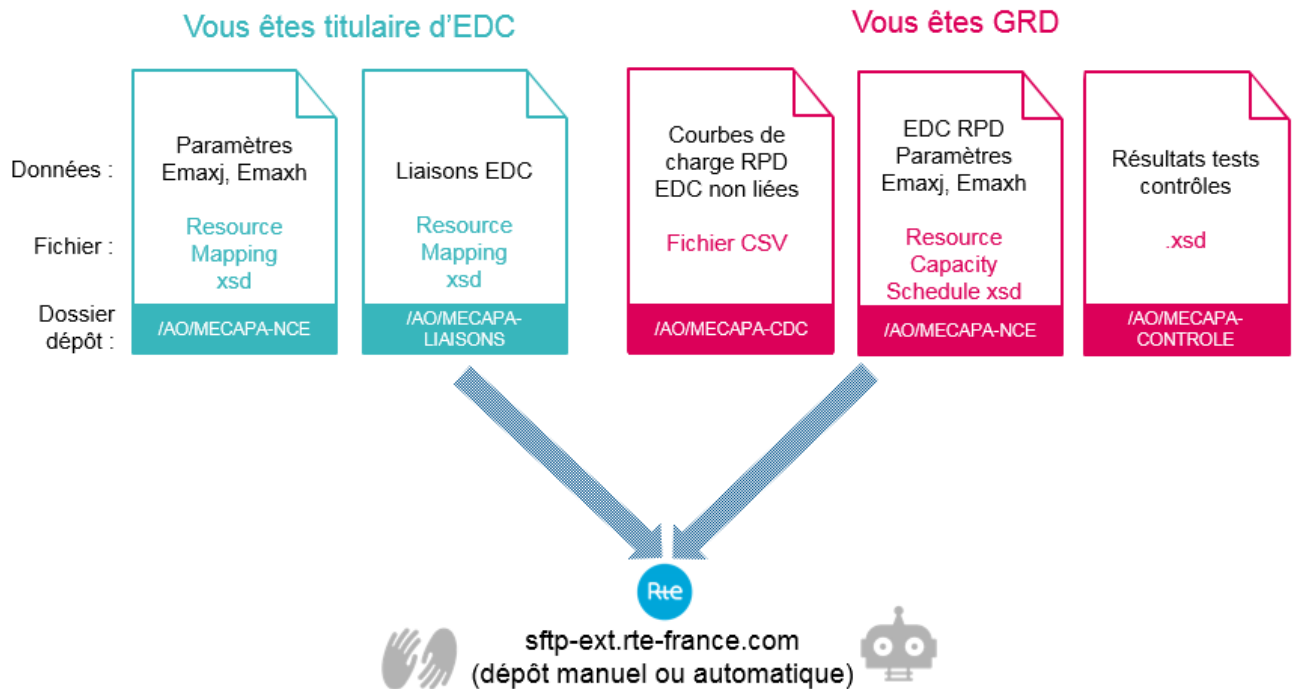 Vous êtes titulaire d'EDC
Vous êtes GRD
Données :
Paramètres
Emaxj, Emaxh
Liaisons EDC
Courbes de
charge RPD
EDC non liées
EDC RPD
Paramètres
Emaxj, Emaxh
Résultats tests
contrôles
Fichier :
Resource
Mapping
xsd
Resource
Mapping
xsd
Fichier CSV
Resource
Capacity
Schedule xsd
.xsd
Dossier
dépôt :
/AO/MECAPA-NCE
/AO/MECAPA-
LIAISONS
/AO/MECAPA-CDC
/AO/MECAPA-NCE
/AO/MECAPA-
CONTROLE
Rte
sftp-ext.rte-france.com
(dépôt manuel ou automatique)